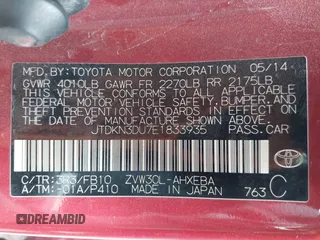 MFD. BY: TOYOTA MOTOR CORPORATION 05/14
GVWR 4010LB GAWR FR 2270LB RR 2175LB
THIS VEHICLE CONFORMS TO ALL APPLICABLE
FEDERAL MOTOR VEHICLE SAFETY, BUMPER, AND
THEFT PREVENTION STANDARDS IN EFFECT ON THE
DATE OF MANUFACTURE SHOWN ABOVE.
JTDKN3DU7E1833935 PASS.CAR
C/TR: 3R3/FB10 ZVW30L-AHXEBA
A/TM: -01A/P410 MADE IN JAPAN 763 C
TOYOTA
DREAMBID